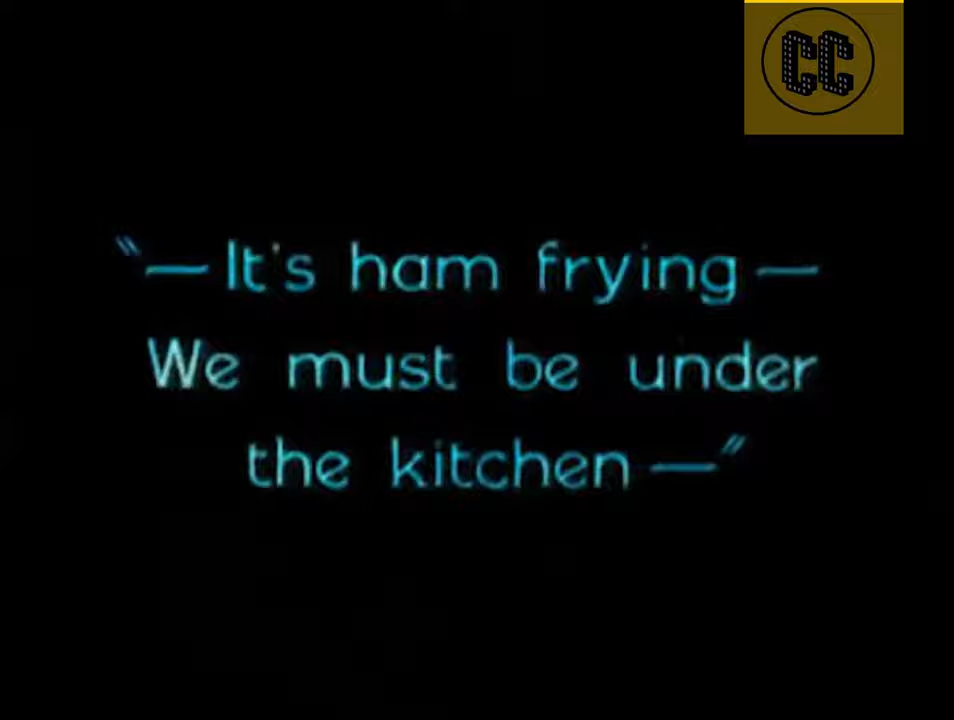 CC
"—It's ham frying—
We must be under
the kitchen—"